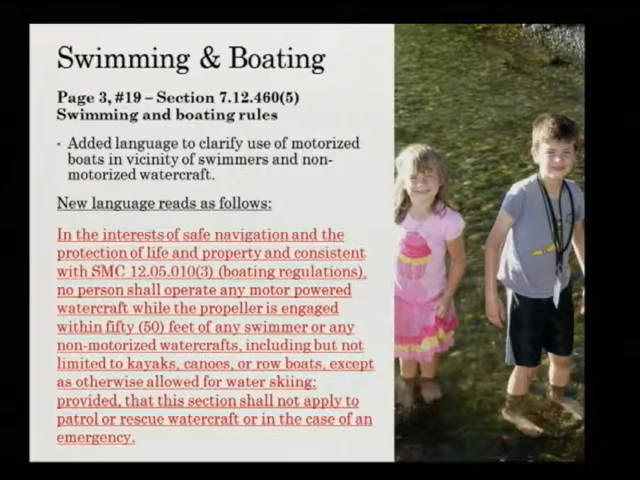 Swimming & Boating
Page 3, #19 – Section 7.12.460(5)
Swimming and boating rules
• Added language to clarify use of motorized
boats in vicinity of swimmers and non-
motorized watercraft.
New language reads as follows:
In the interests of safe navigation and the
protection of life and property and consistent
with SMC 12.05.010(3) (boating regulations),
no person shall operate any motor powered
watercraft while the propeller is engaged
within fifty (50) feet of any swimmer or any
non-motorized watercrafts, including but not
limited to kayaks, canoes, or row boats, except
as otherwise allowed for water skiing;
provided, that this section shall not apply to
patrol or rescue watercraft or in the case of an
emergency.